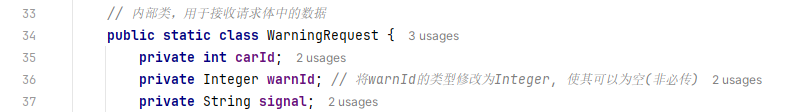 33 // 内部类，用于接收请求体中的数据
34 public static class WarningRequest { 3 usages
35 private int carId; 2 usages
36 private Integer warnId; // 将warnId的类型修改为Integer, 使其可以为空(非必传) 2 usages
37 private String signal; 2 usages